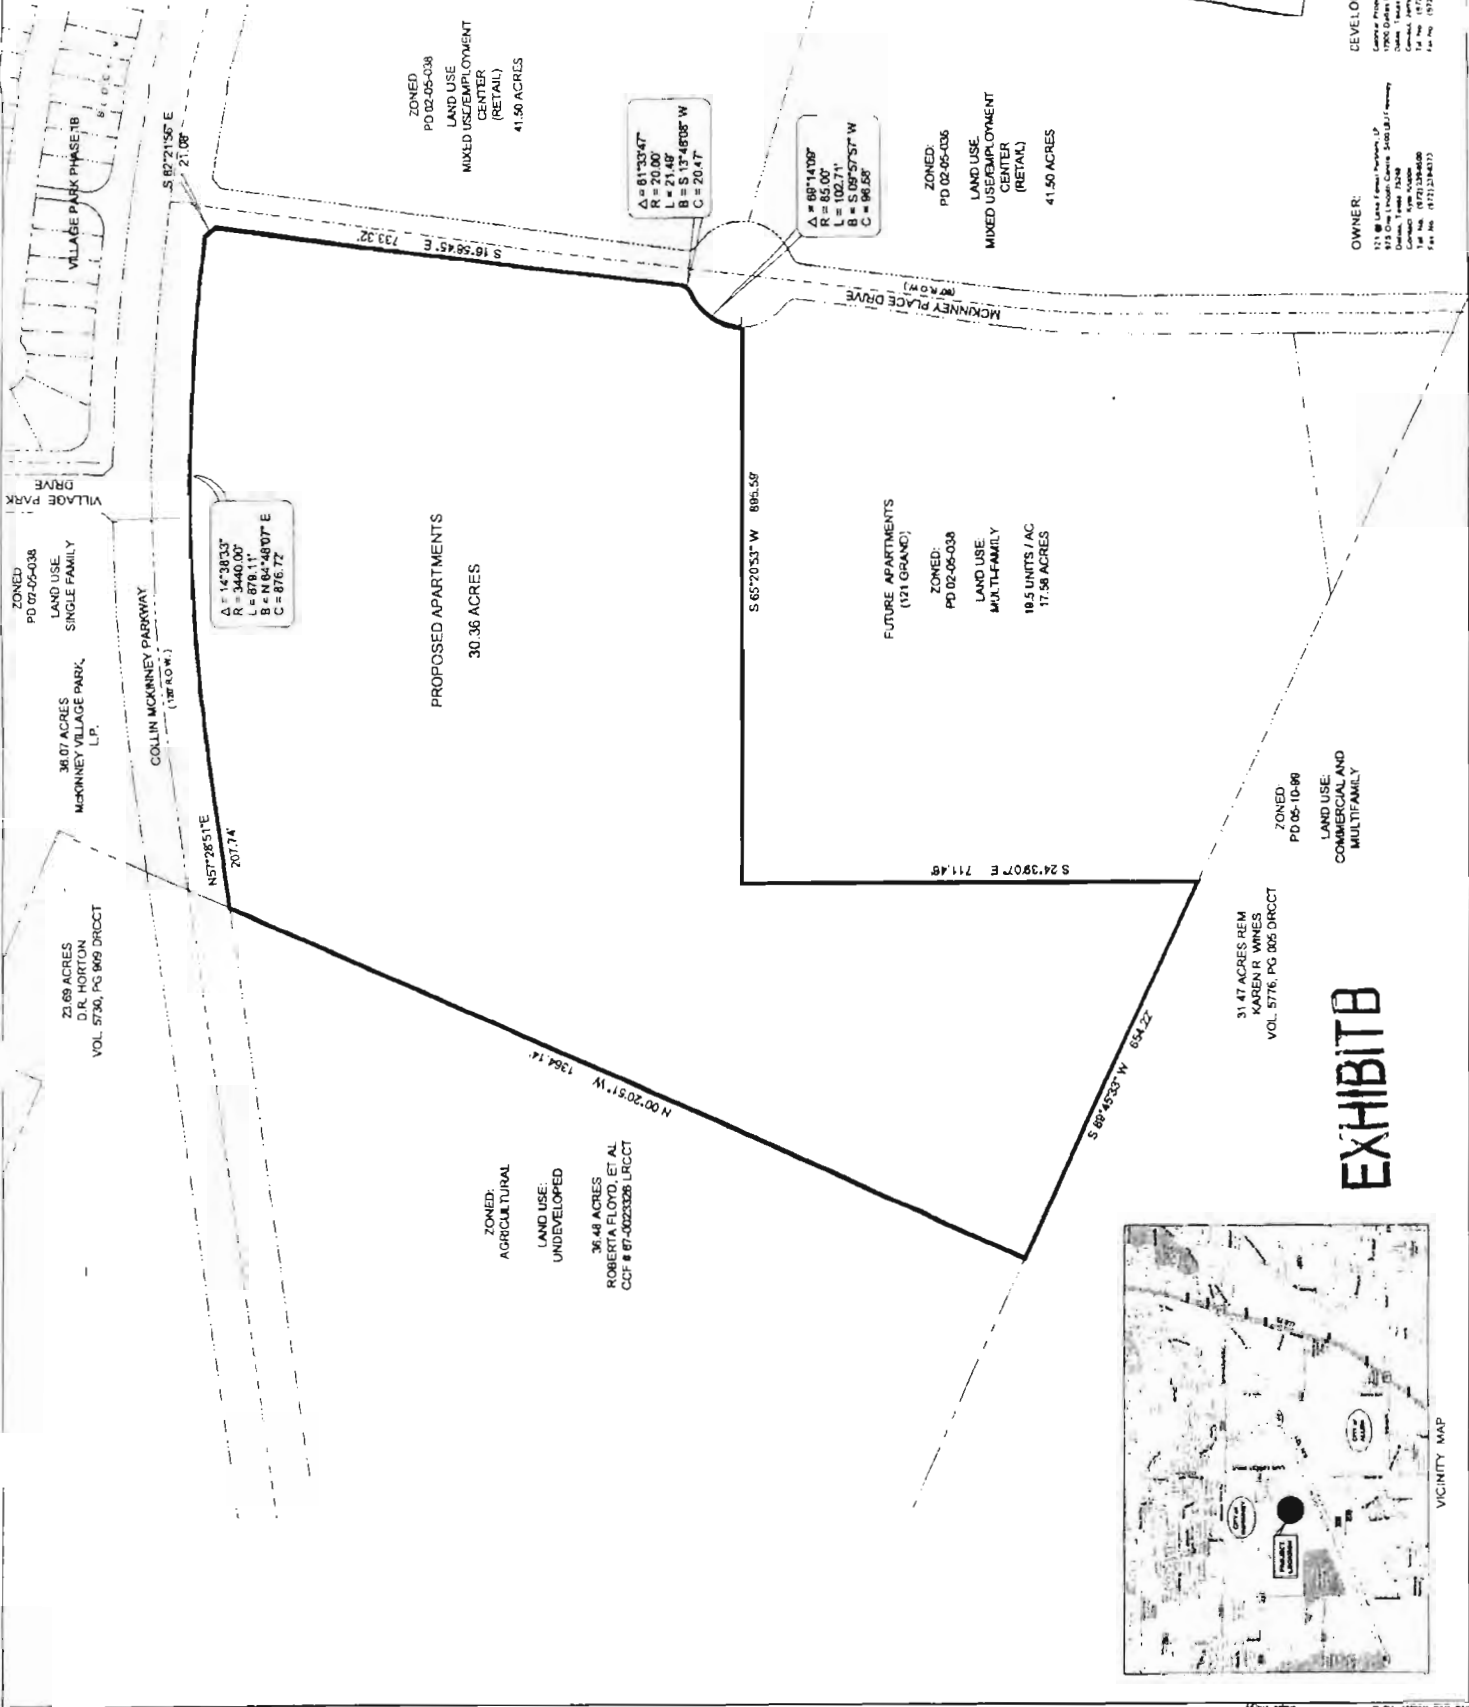 ZONED
PD 02-05-038
LAND USE
SINGLE FAMILY
36.07 ACRES
McKINNEY VILLAGE PARK,
L.P.
VILLAGE PARK
DRIVE
VILLAGE PARK PHASE 1B
S 82°21'56" E
21.08'
23.69 ACRES
D.R. HORTON
VOL. 5730, PG 909 DRCCT
COLLIN MCKINNEY PARKWAY
(120' R.O.W.)
N57°28'51"E
207.74'
Δ = 14°38'33"
R = 3440.00'
L = 879.11'
B = N 64°48'07" E
C = 876.72'
S 16°58'45" E 733.32'
ZONED
PD 02-05-038
LAND USE
MIXED USE/EMPLOYMENT
CENTER
(RETAIL)
41.50 ACRES
Δ = 61°33'47"
R = 20.00'
L = 21.49'
B = S 13°48'08" W
C = 20.47'
Δ = 69°14'09"
R = 85.00'
L = 102.71'
B = S 09°57'57" W
C = 96.58'
PROPOSED APARTMENTS
30.36 ACRES
ZONED:
PD 02-05-036
LAND USE
MIXED USE/EMPLOYMENT
CENTER
(RETAIL)
41.50 ACRES
MCKINNEY PLACE DRIVE
S 65°20'53" W 895.59'
FUTURE APARTMENTS
(121 GRAND)
ZONED:
PD 02-05-038
LAND USE
MULTI-FAMILY
19.5 UNITS / AC
17.58 ACRES
S 24°39'07" E 711.46'
N 00°20'51" W 1364.14'
ZONED:
AGRICULTURAL
LAND USE:
UNDEVELOPED
36.48 ACRES
ROBERTA FLOYD, ET AL
CCF # 87-0023326 LRCCT
S 89°45'33" W 654.22'
31.47 ACRES REM
KAREN R WINES
VOL. 5776, PG 005 DRCCT
ZONED
PD 05-10-99
LAND USE:
COMMERCIAL AND
MULTIFAMILY
OWNER:
EXHIBIT B
VICINITY MAP